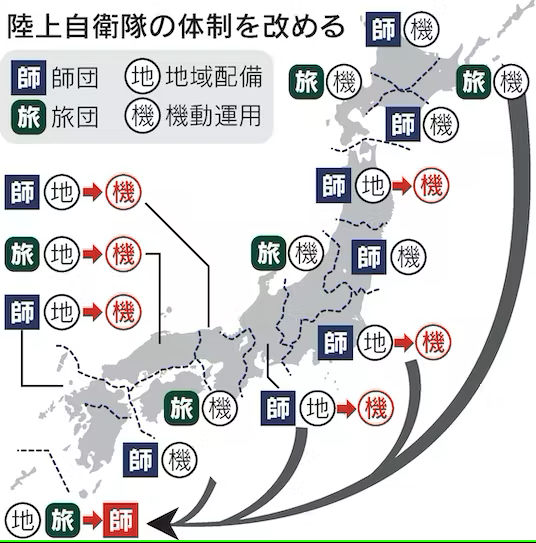 陸上自衛隊の体制を改める
師 師団 地 地域配備
旅 旅団 機 機動運用
師 機
旅 機
旅 機
師 機
師 地 機
師 地 機
旅 機
師 機
旅 地 機
師 地 機
師 地 機
旅 機
師 地 機
師 機
地 旅 師